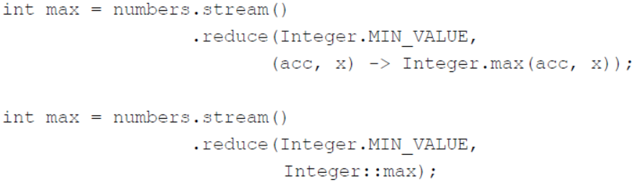 int max = numbers.stream()
.reduce(Integer.MIN_VALUE,
(acc, x) -> Integer.max(acc, x));
int max = numbers.stream()
.reduce(Integer.MIN_VALUE,
Integer::max);